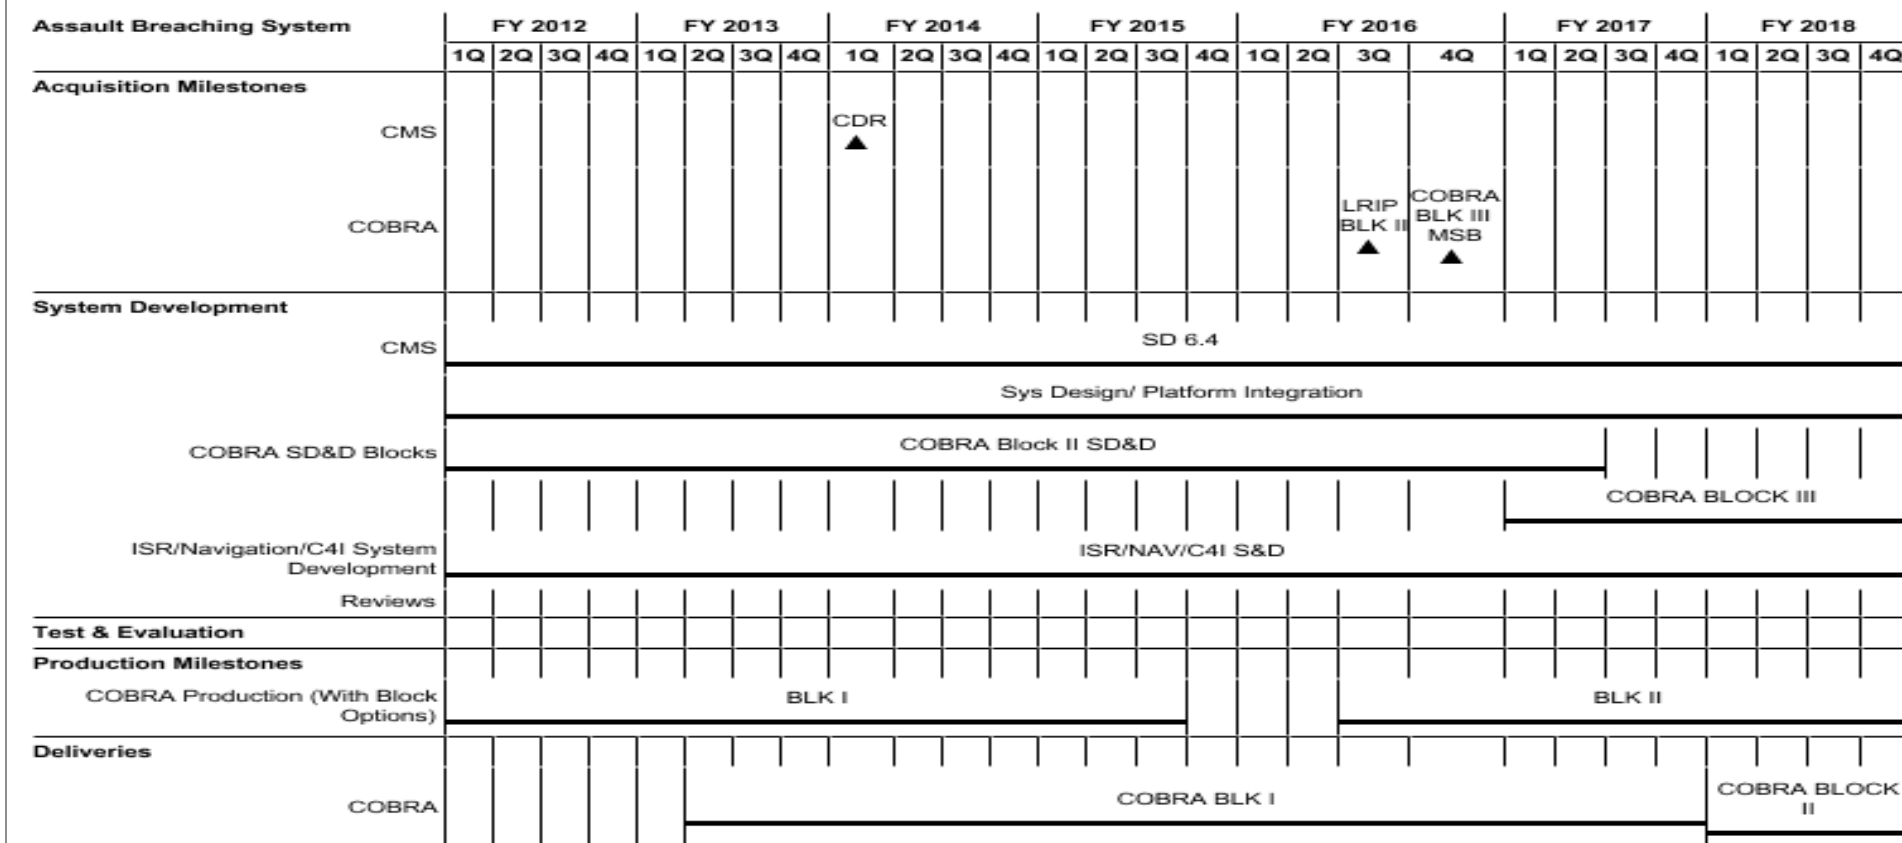 Assault Breaching System FY 2012 FY 2013 FY 2014 FY 2015 FY 2016 FY 2017 FY 2018
1Q 2Q 3Q 4Q 1Q 2Q 3Q 4Q 1Q 2Q 3Q 4Q 1Q 2Q 3Q 4Q 1Q 2Q 3Q 4Q 1Q 2Q 3Q 4Q 1Q 2Q 3Q 4Q
Acquisition Milestones
CMS
CDR
COBRA
LRIP
BLK II
COBRA
BLK III
MSB
System Development
CMS
SD 6.4
Sys Design/ Platform Integration
COBRA SD&D Blocks
COBRA Block II SD&D
COBRA BLOCK III
ISR/Navigation/C4I System
Development
ISR/NAV/C4I S&D
Reviews
Test & Evaluation
Production Milestones
COBRA Production (With Block
Options)
BLK I
BLK II
Deliveries
COBRA
COBRA BLK I
COBRA BLOCK
II